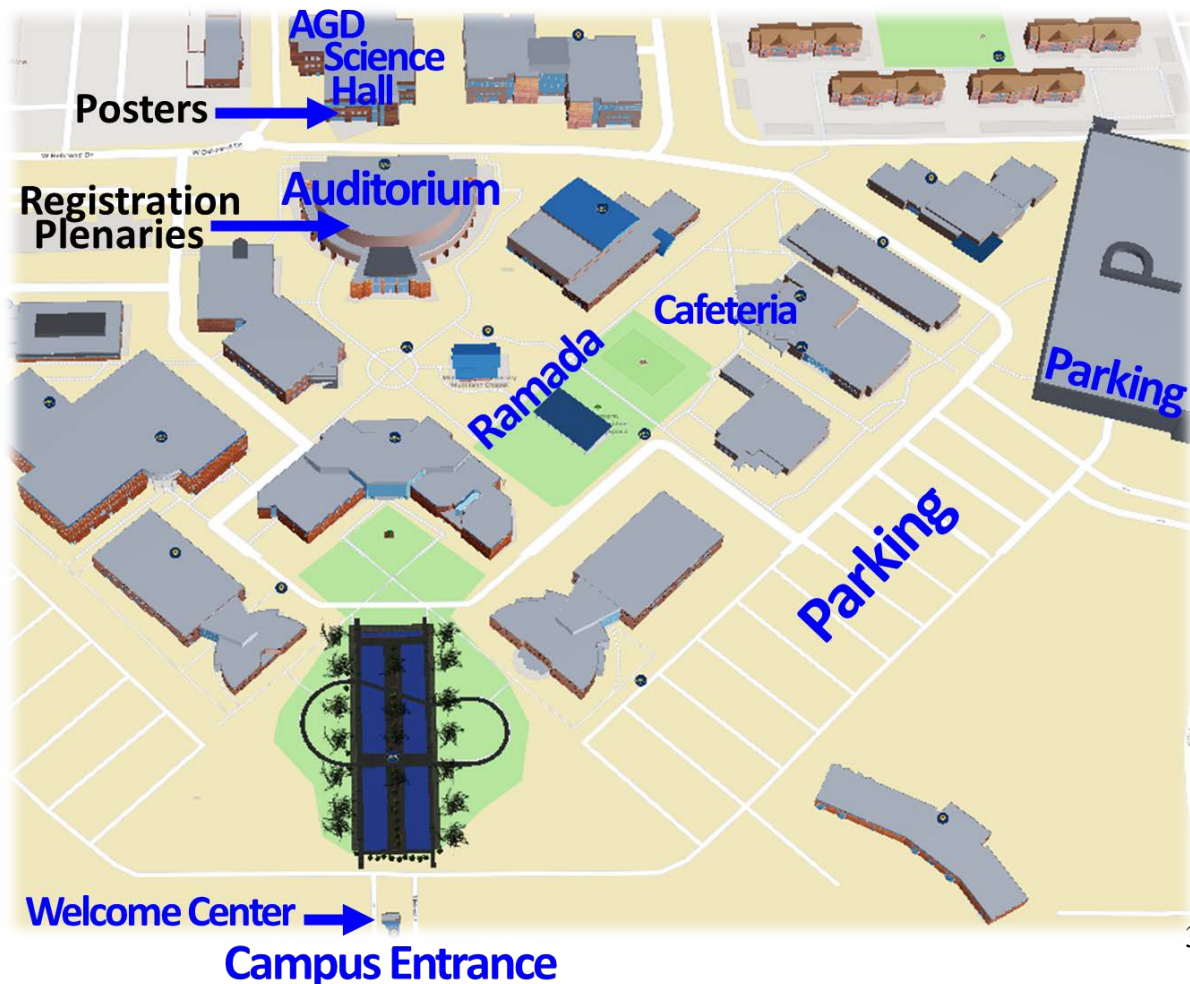 AGD
Science
Hall
Posters
Auditorium
Registration
Plenaries
Cafeteria
Ramada
P
Parking
Parking
Welcome Center
Campus Entrance